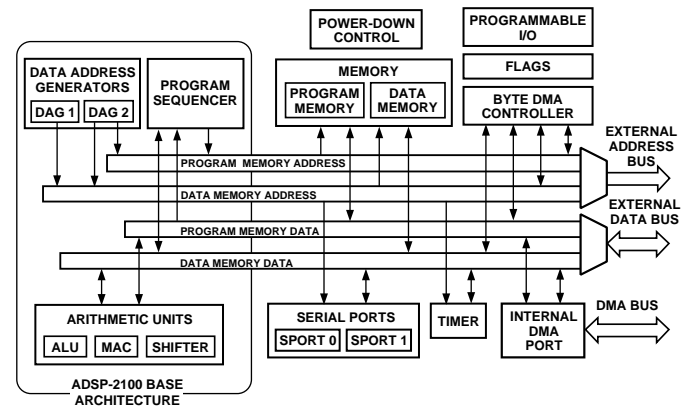 POWER-DOWN
CONTROL
PROGRAMMABLE
I/O
FLAGS
DATA ADDRESS
GENERATORS
DAG 1
DAG 2
PROGRAM
SEQUENCER
MEMORY
PROGRAM
MEMORY
DATA
MEMORY
BYTE DMA
CONTROLLER
EXTERNAL
ADDRESS
BUS
PROGRAM MEMORY ADDRESS
DATA MEMORY ADDRESS
EXTERNAL
DATA BUS
PROGRAM MEMORY DATA
DATA MEMORY DATA
ARITHMETIC UNITS
ALU
MAC
SHIFTER
SERIAL PORTS
SPORT 0
SPORT 1
TIMER
INTERNAL
DMA
PORT
DMA BUS
ADSP-2100 BASE
ARCHITECTURE